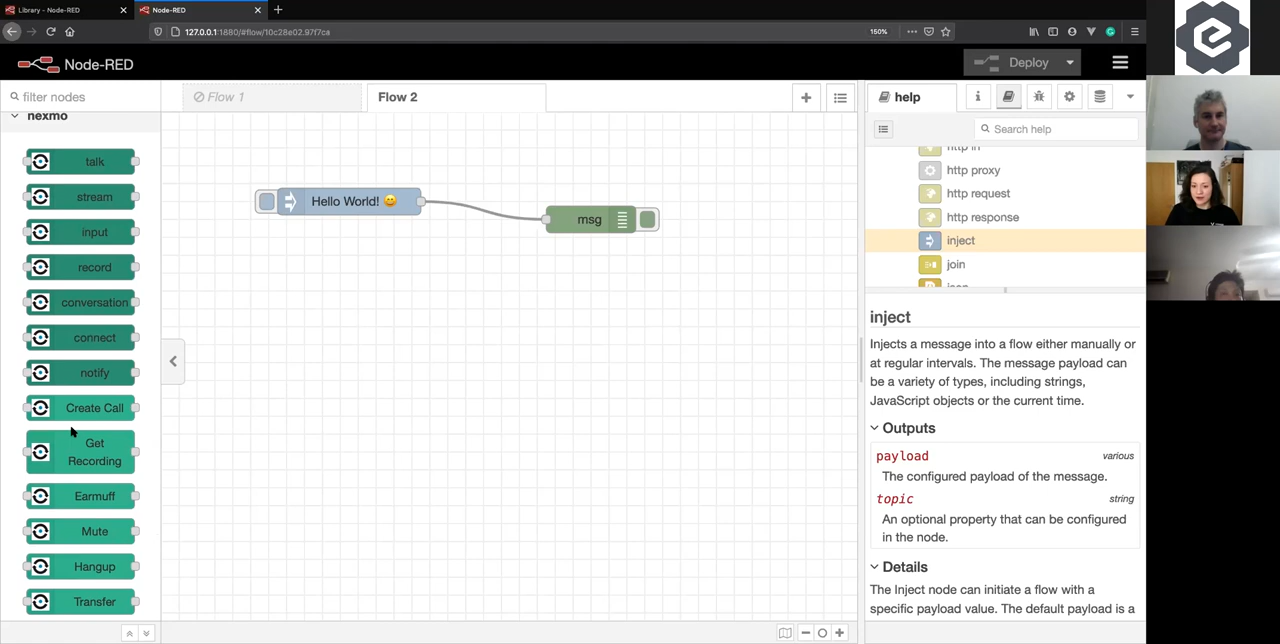 Library - Node-RED
Node-RED
127.0.0.1:1880/#flow/10c28e02.97f7ca
150%
Node-RED
Deploy
filter nodes
Flow 1
Flow 2
help
Search help
nexmo
talk
stream
input
record
conversation
connect
notify
Create Call
Get
Recording
Earmuff
Mute
Hangup
Transfer
Hello World! 😀
msg
http in
http proxy
http request
http response
inject
join
json
inject
Injects a message into a flow either manually or
at regular intervals. The message payload can
be a variety of types, including strings,
JavaScript objects or the current time.
Outputs
payload various
The configured payload of the message.
topic string
An optional property that can be configured
in the node.
Details
The Inject node can initiate a flow with a
specific payload value. The default payload is a